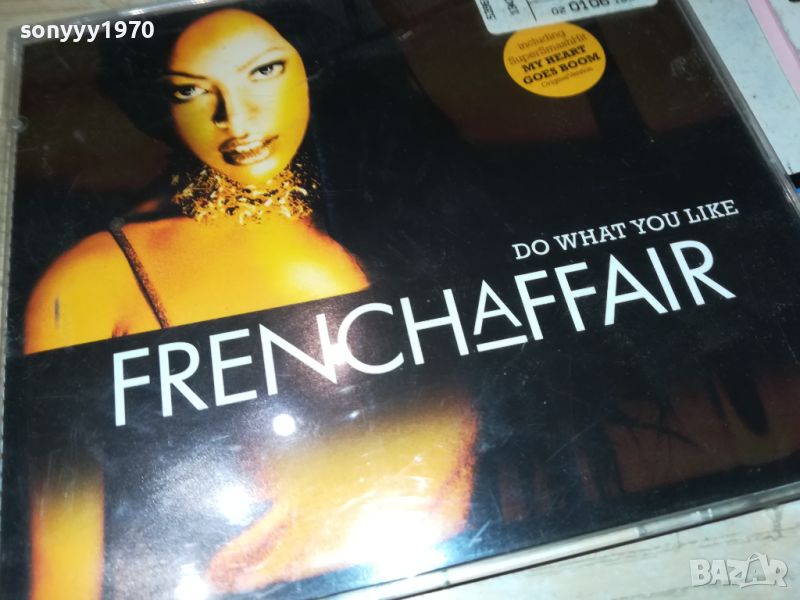 sonyyy1970
including
SuperSmashHit
MY HEART
GOES BOOM
Original Version
DO WHAT YOU LIKE
FRENCHAFFAIR
BAZAR